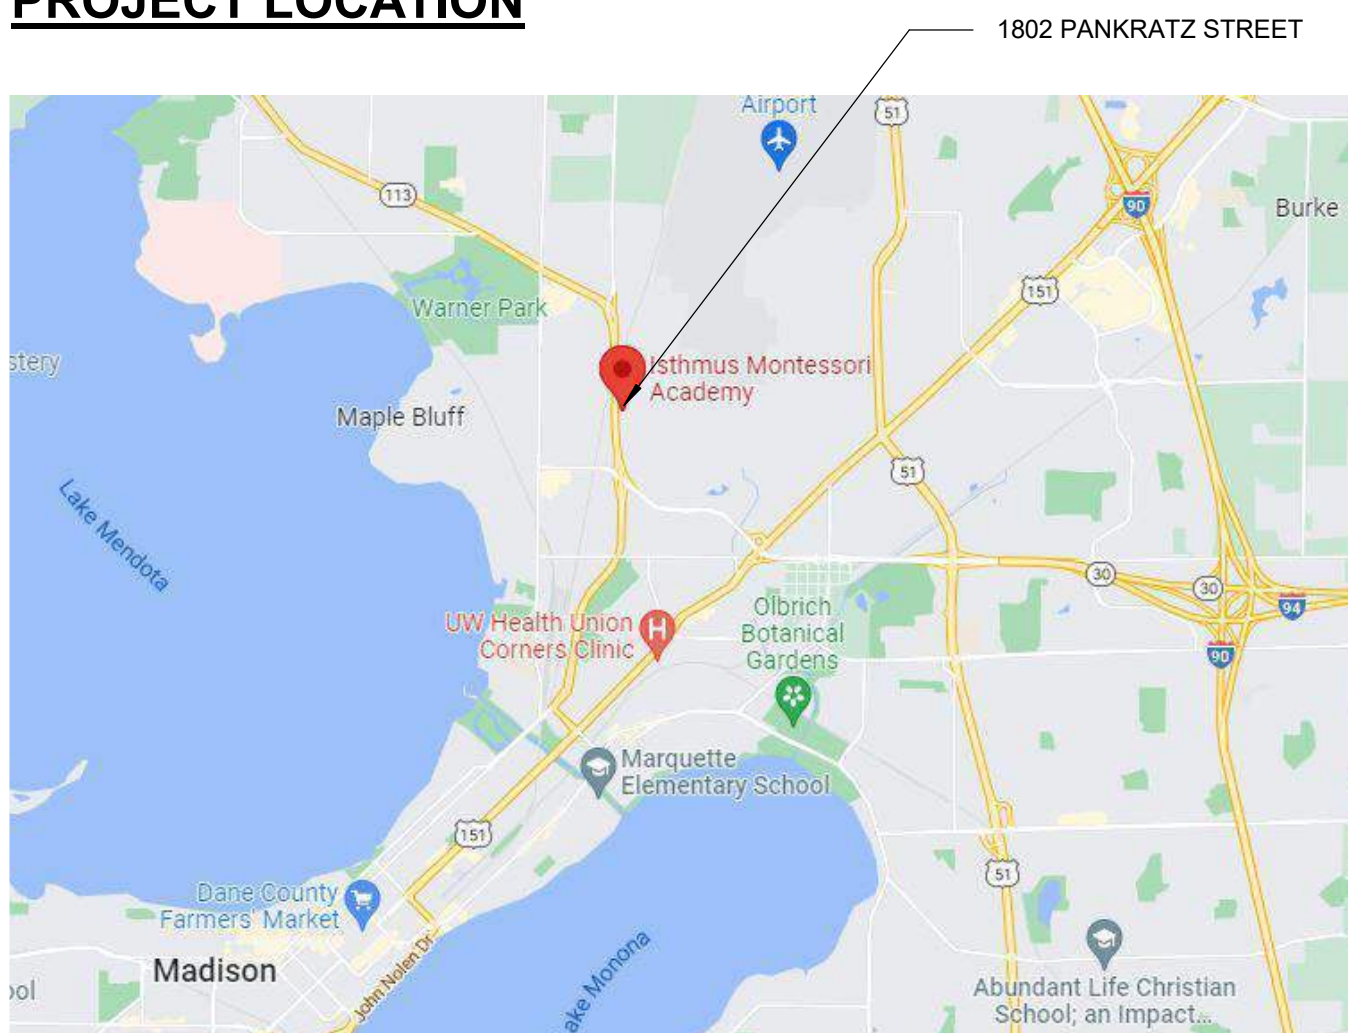 PROJECT LOCATION
1802 PANKRATZ STREET
Airport
51
113
90
Burke
151
Warner Park
stery
Isthmus Montessori
Academy
Maple Bluff
51
Lake Mendota
30
30
94
Olbrich
Botanical
Gardens
UW Health Union
Corners Clinic
H
90
Marquette
Elementary School
151
51
Dane County
Farmers' Market
John Nolen Dr
ake Monona
Madison
ool
Abundant Life Christian
School; an Impact...